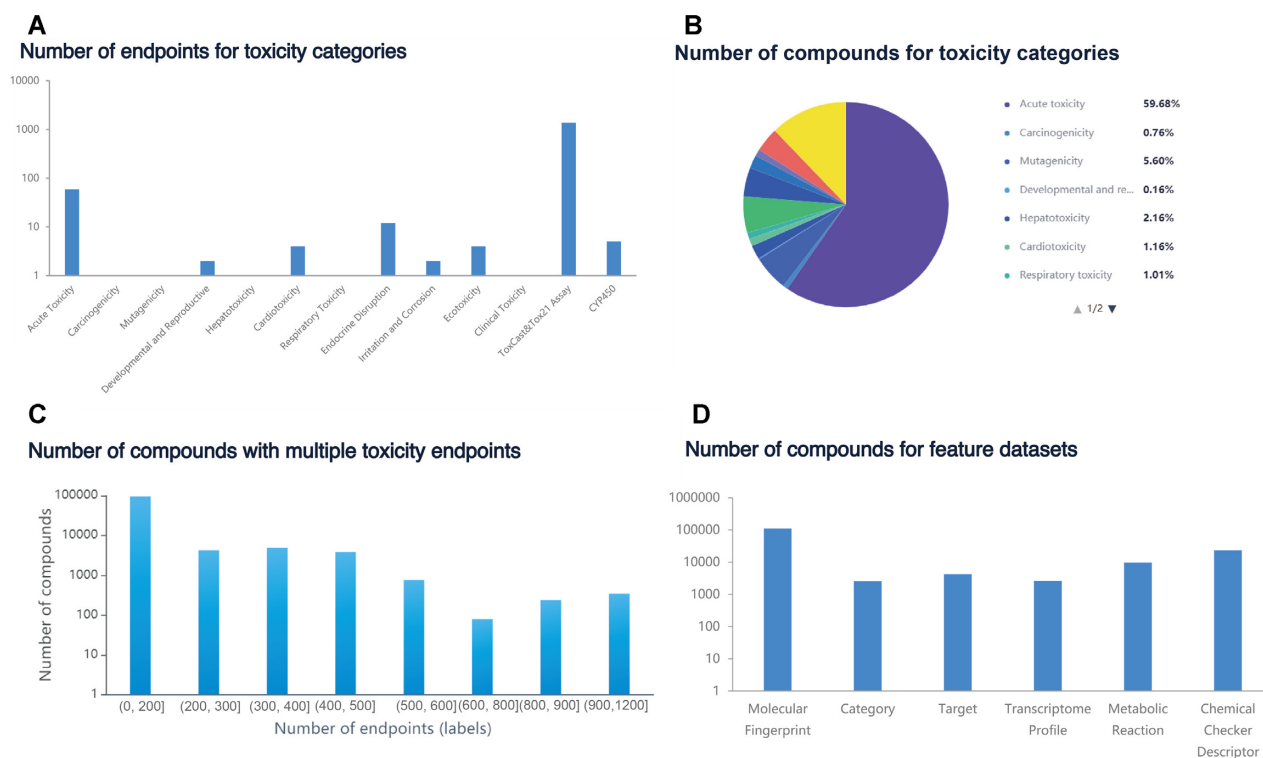 A
Number of endpoints for toxicity categories
10000
1000
100
10
1
Acute Toxicity
Carcinogenicity
Mutagenicity
Developmental and Reproductive
Hepatotoxicity
Cardiotoxicity
Respiratory Toxicity
Endocrine Disruption
Irritation and Corrosion
Ecotoxicity
Clinical Toxicity
ToxCast&Tox21 Assay
CYP450
B
Number of compounds for toxicity categories
Acute toxicity 59.68%
Carcinogenicity 0.76%
Mutagenicity 5.60%
Developmental and re... 0.16%
Hepatotoxicity 2.16%
Cardiotoxicity 1.16%
Respiratory toxicity 1.01%
▲ 1/2 ▼
C
Number of compounds with multiple toxicity endpoints
Number of compounds
100000
10000
1000
100
10
1
(0, 200] (200, 300] (300, 400] (400, 500] (500, 600] (600, 800] (800, 900] (900,1200]
Number of endpoints (labels)
D
Number of compounds for feature datasets
1000000
100000
10000
1000
100
10
1
Molecular
Fingerprint
Category
Target
Transcriptome
Profile
Metabolic
Reaction
Chemical
Checker
Descriptor